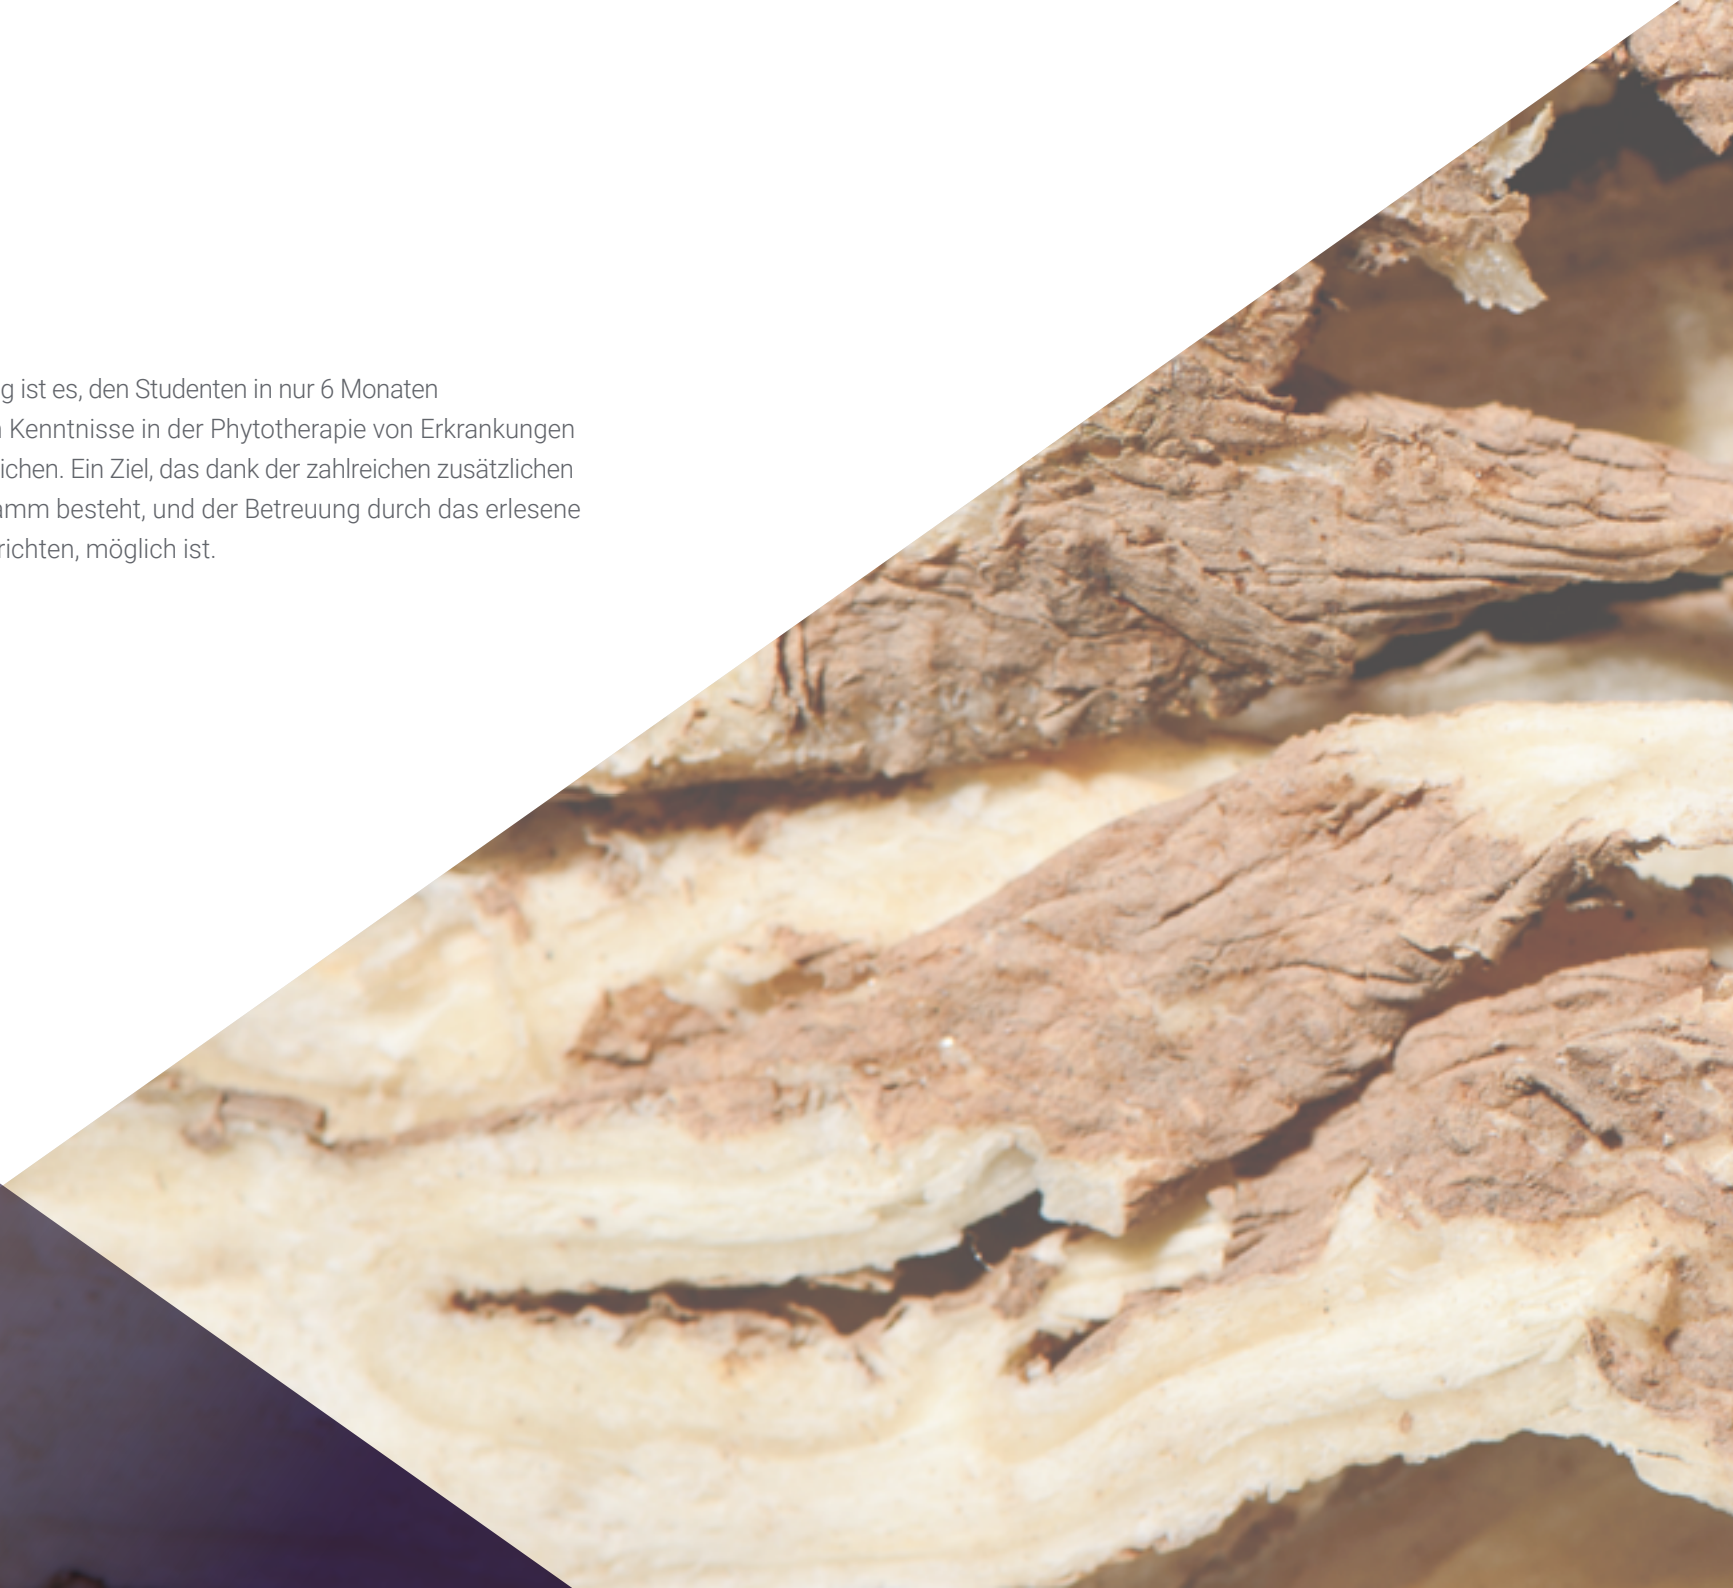 g ist es, den Studenten in nur 6 Monaten
Kenntnisse in der Phytotherapie von Erkrankungen
ichen. Ein Ziel, das dank der zahlreichen zusätzlichen
amm besteht, und der Betreuung durch das erlesene
richten, möglich ist.